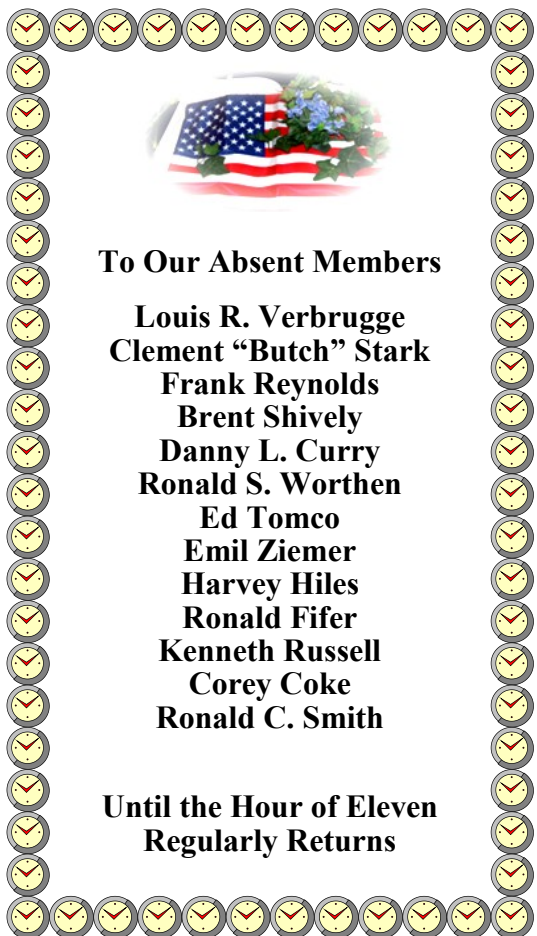 To Our Absent Members
Louis R. Verbrugge
Clement “Butch” Stark
Frank Reynolds
Brent Shively
Danny L. Curry
Ronald S. Worthen
Ed Tomco
Emil Ziemer
Harvey Hiles
Ronald Fifer
Kenneth Russell
Corey Coke
Ronald C. Smith
Until the Hour of Eleven
Regularly Returns